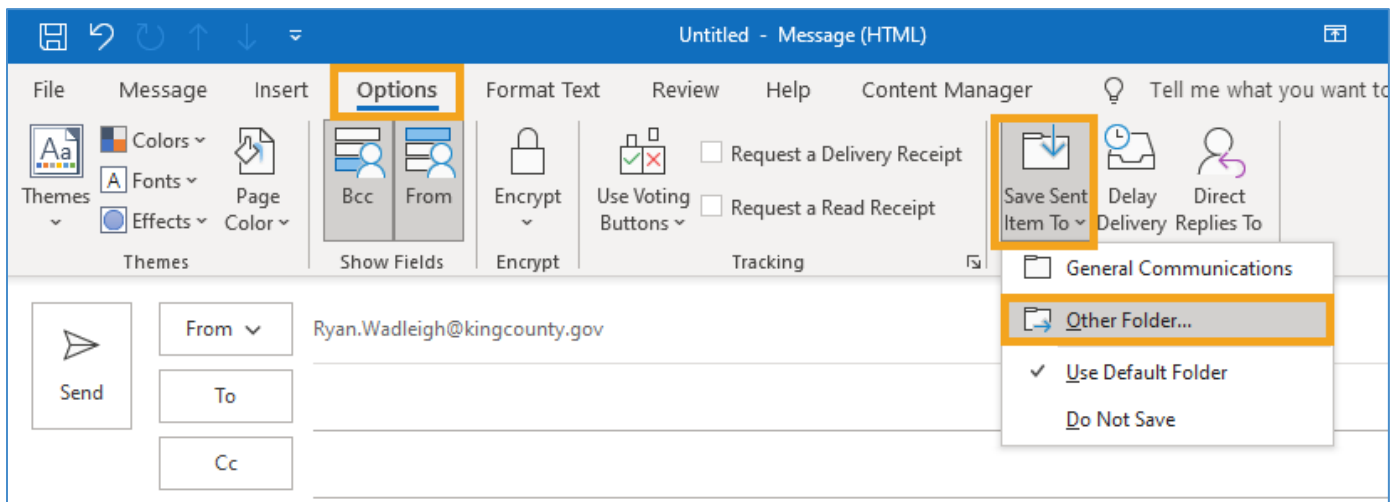 Untitled - Message (HTML)
File Message Insert Options Format Text Review Help Content Manager Tell me what you want to
Aa
Themes
Colors
A Fonts
Effects
Page
Color
Themes
Bcc
From
Show Fields
Encrypt
Encrypt
Use Voting
Buttons
Request a Delivery Receipt
Request a Read Receipt
Tracking
Save Sent
Item To
Delay
Delivery
Direct
Replies To
General Communications
Other Folder...
Use Default Folder
Do Not Save
Send
From
Ryan.Wadleigh@kingcounty.gov
To
Cc